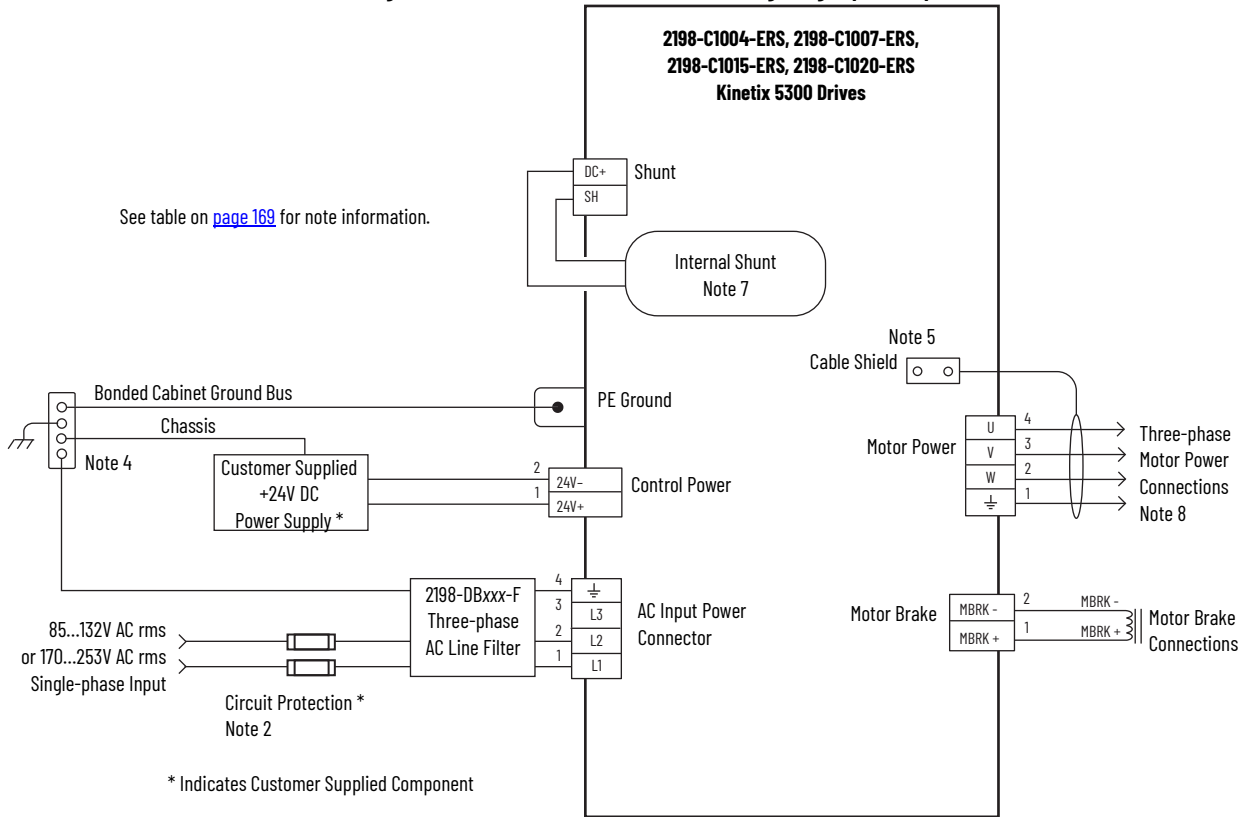 2198-C1004-ERS, 2198-C1007-ERS,
2198-C1015-ERS, 2198-C1020-ERS
Kinetix 5300 Drives
DC+
SH
Shunt
See table on page 169 for note information.
Internal Shunt
Note 7
Note 5
Cable Shield
Bonded Cabinet Ground Bus
PE Ground
Chassis
Note 4
Customer Supplied
+24V DC
Power Supply *
2
1
24V-
24V+
Control Power
Motor Power
U
V
W
4
3
2
1
Three-phase
Motor Power
Connections
Note 8
2198-DBxxx-F
Three-phase
AC Line Filter
4
3
2
1
L3
L2
L1
AC Input Power
Connector
Motor Brake
MBRK -
MBRK +
2
1
MBRK -
MBRK +
Motor Brake
Connections
85...132V AC rms
or 170...253V AC rms
Single-phase Input
Circuit Protection *
Note 2
* Indicates Customer Supplied Component